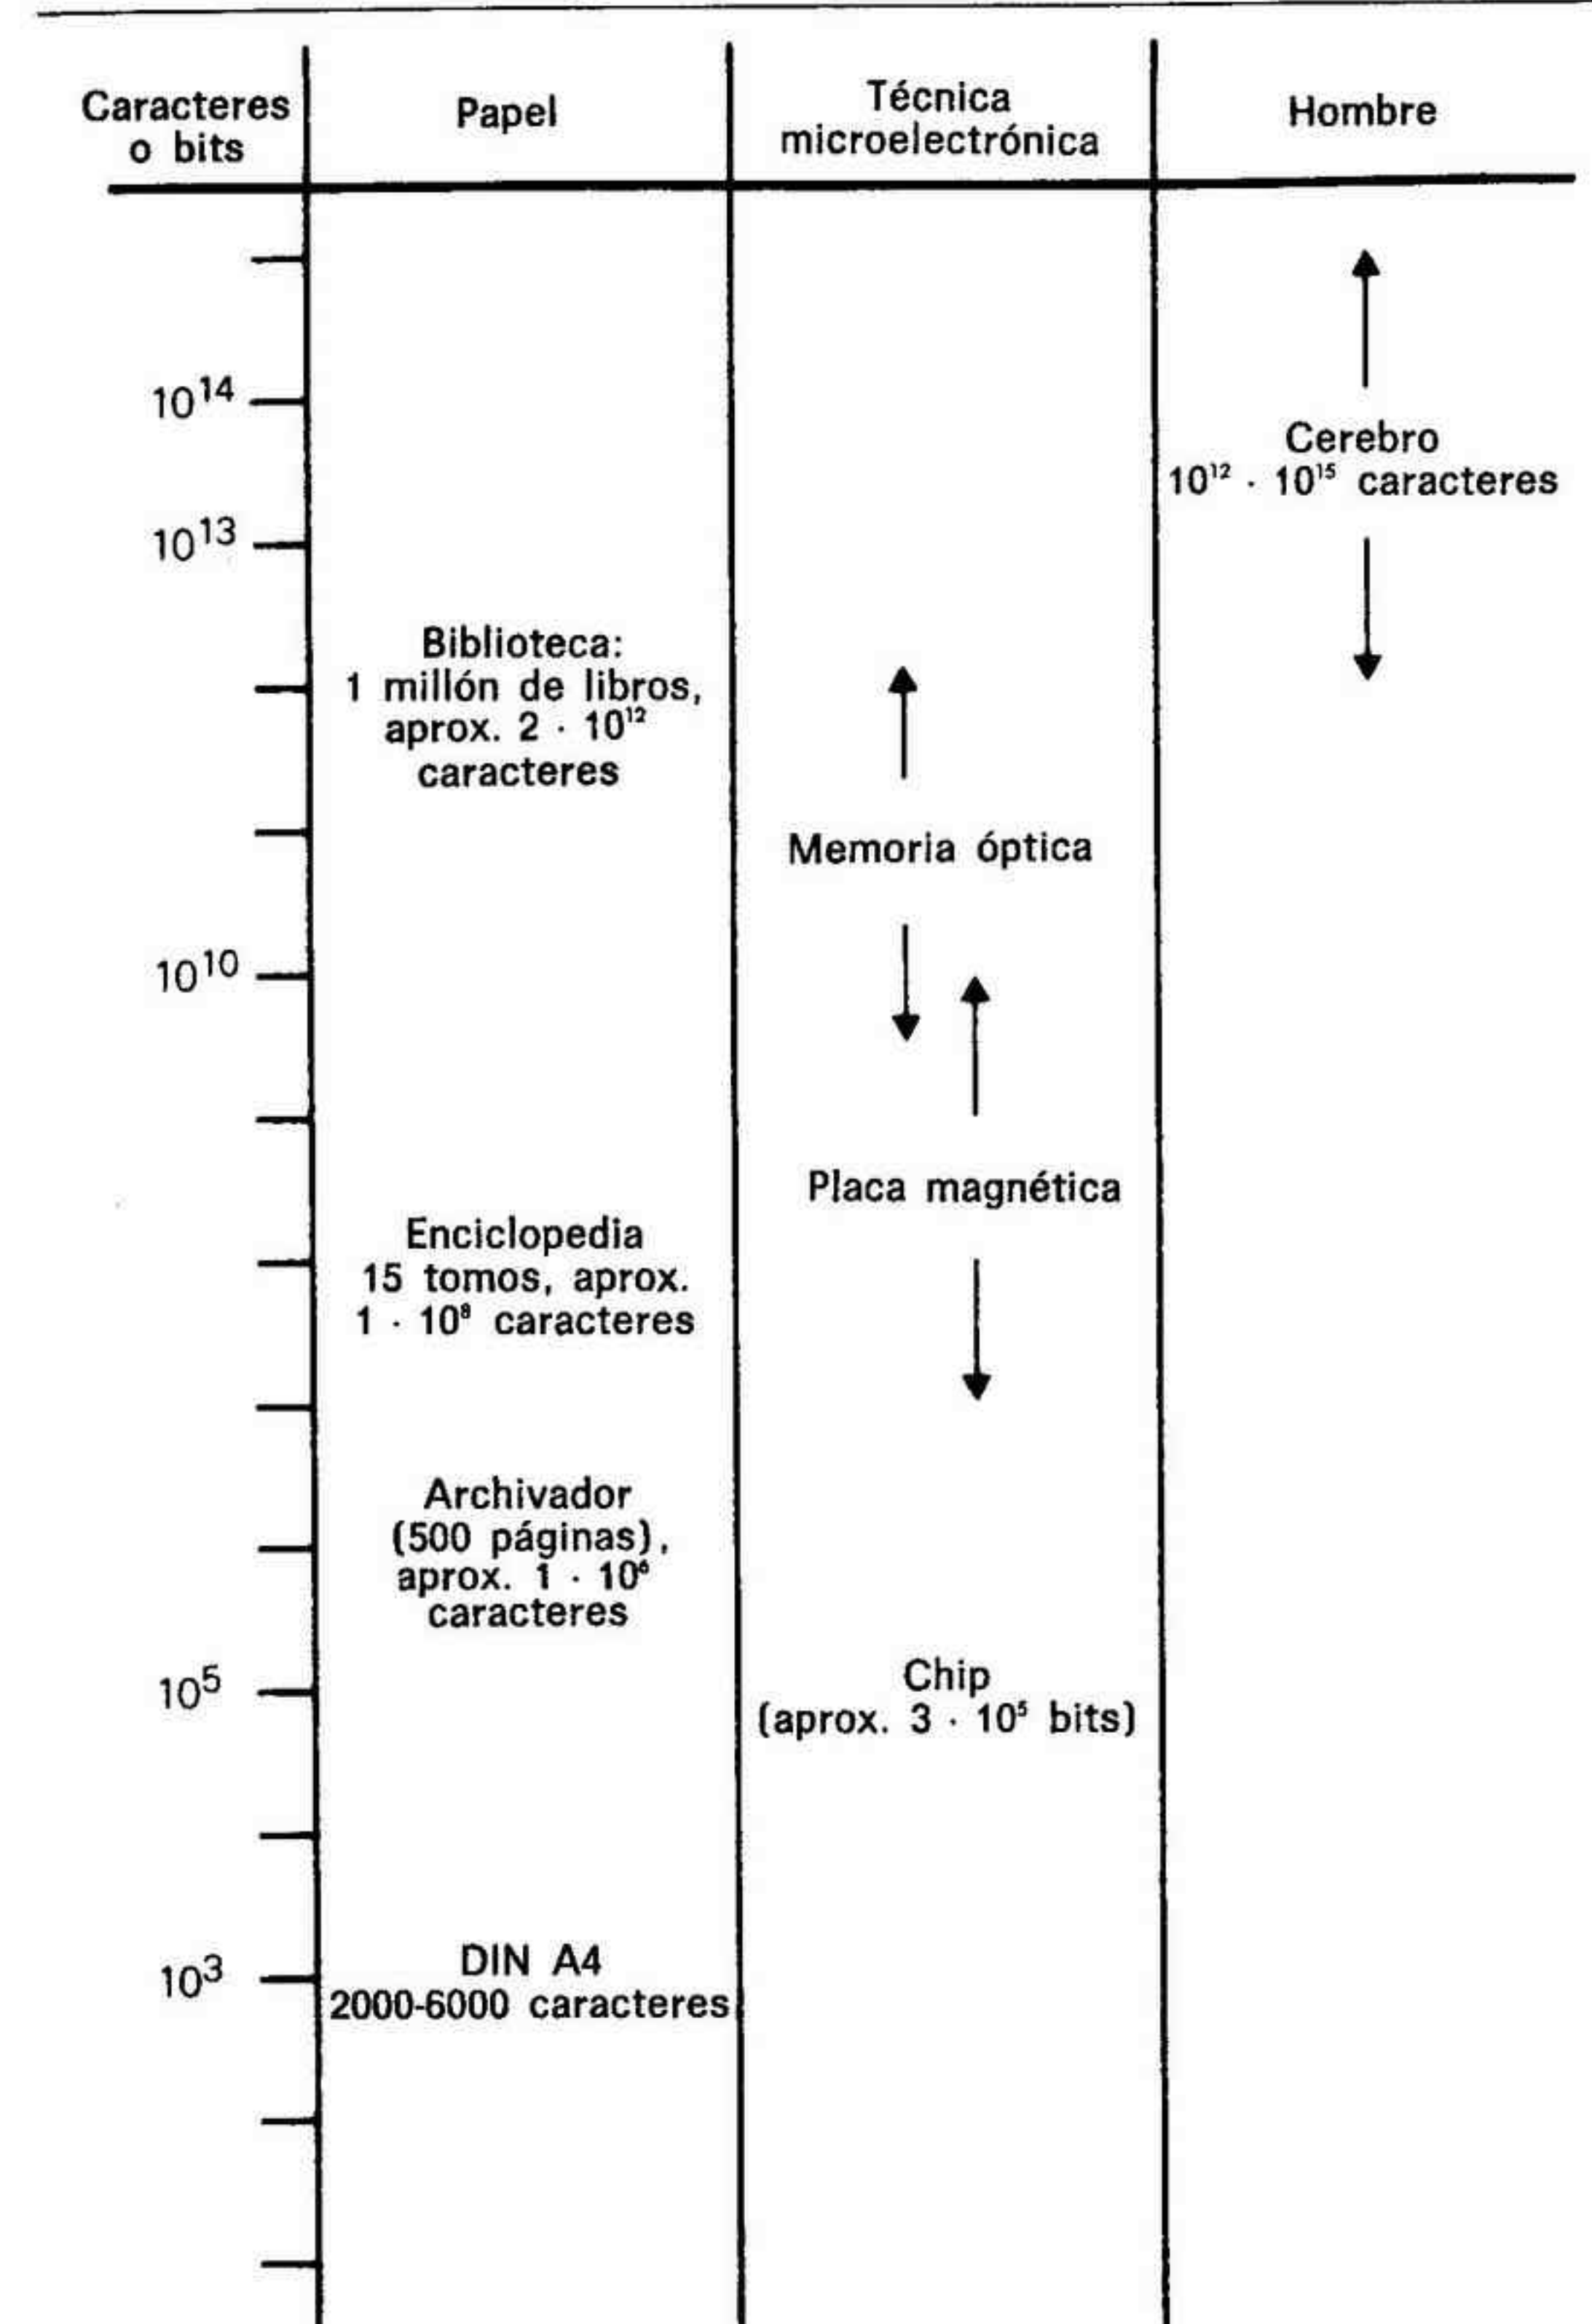 Caracteres
o bits
Papel
Técnica
microelectrónica
Hombre
10¹⁴
Cerebro
10¹² · 10¹⁵ caracteres
10¹³
Biblioteca:
1 millón de libros,
aprox. 2 · 10¹²
caracteres
Memoria óptica
10¹⁰
Placa magnética
Enciclopedia
15 tomos, aprox.
1 · 10⁸ caracteres
Archivador
(500 páginas),
aprox. 1 · 10⁶
caracteres
10⁵
Chip
(aprox. 3 · 10⁵ bits)
10³
DIN A4
2000-6000 caracteres